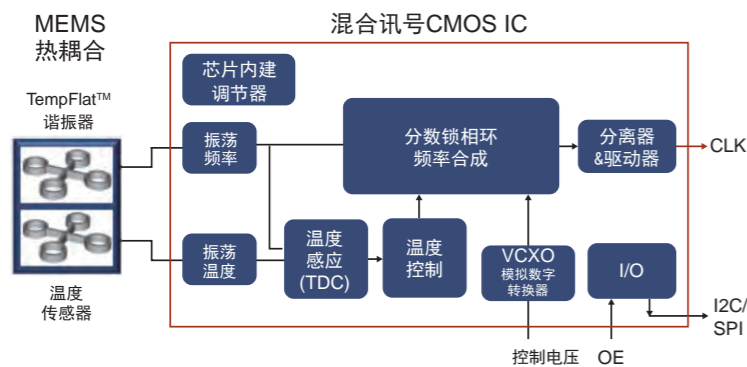 MEMS
热耦合
混合讯号CMOS IC
TempFlat™
谐振器
芯片内建
调节器
振荡
频率
分数锁相环
频率合成
分离器
&驱动器
CLK
振荡
温度
温度
感应
(TDC)
温度
控制
VCXO
模拟数字
转换器
I/O
温度
传感器
I2C/
SPI
控制电压
OE